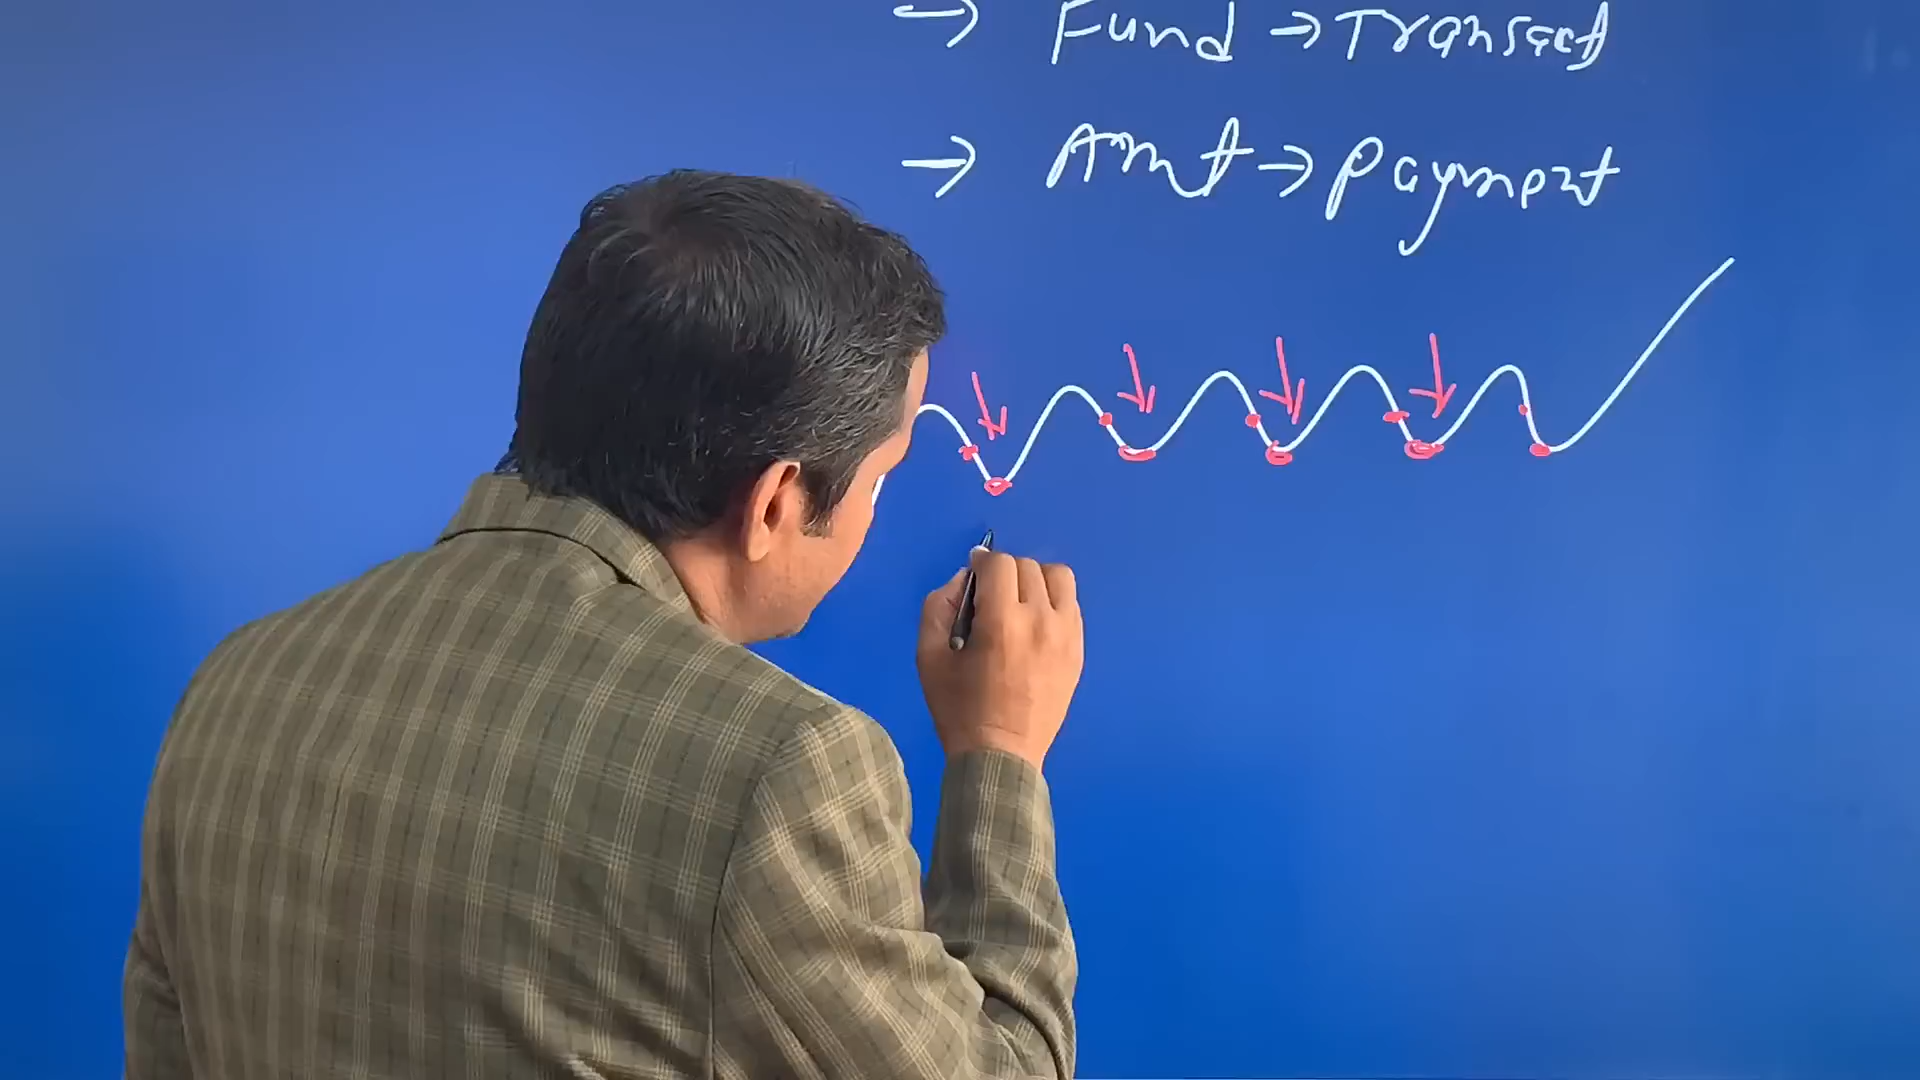 → Fund → Transact
→ Amt → Payment